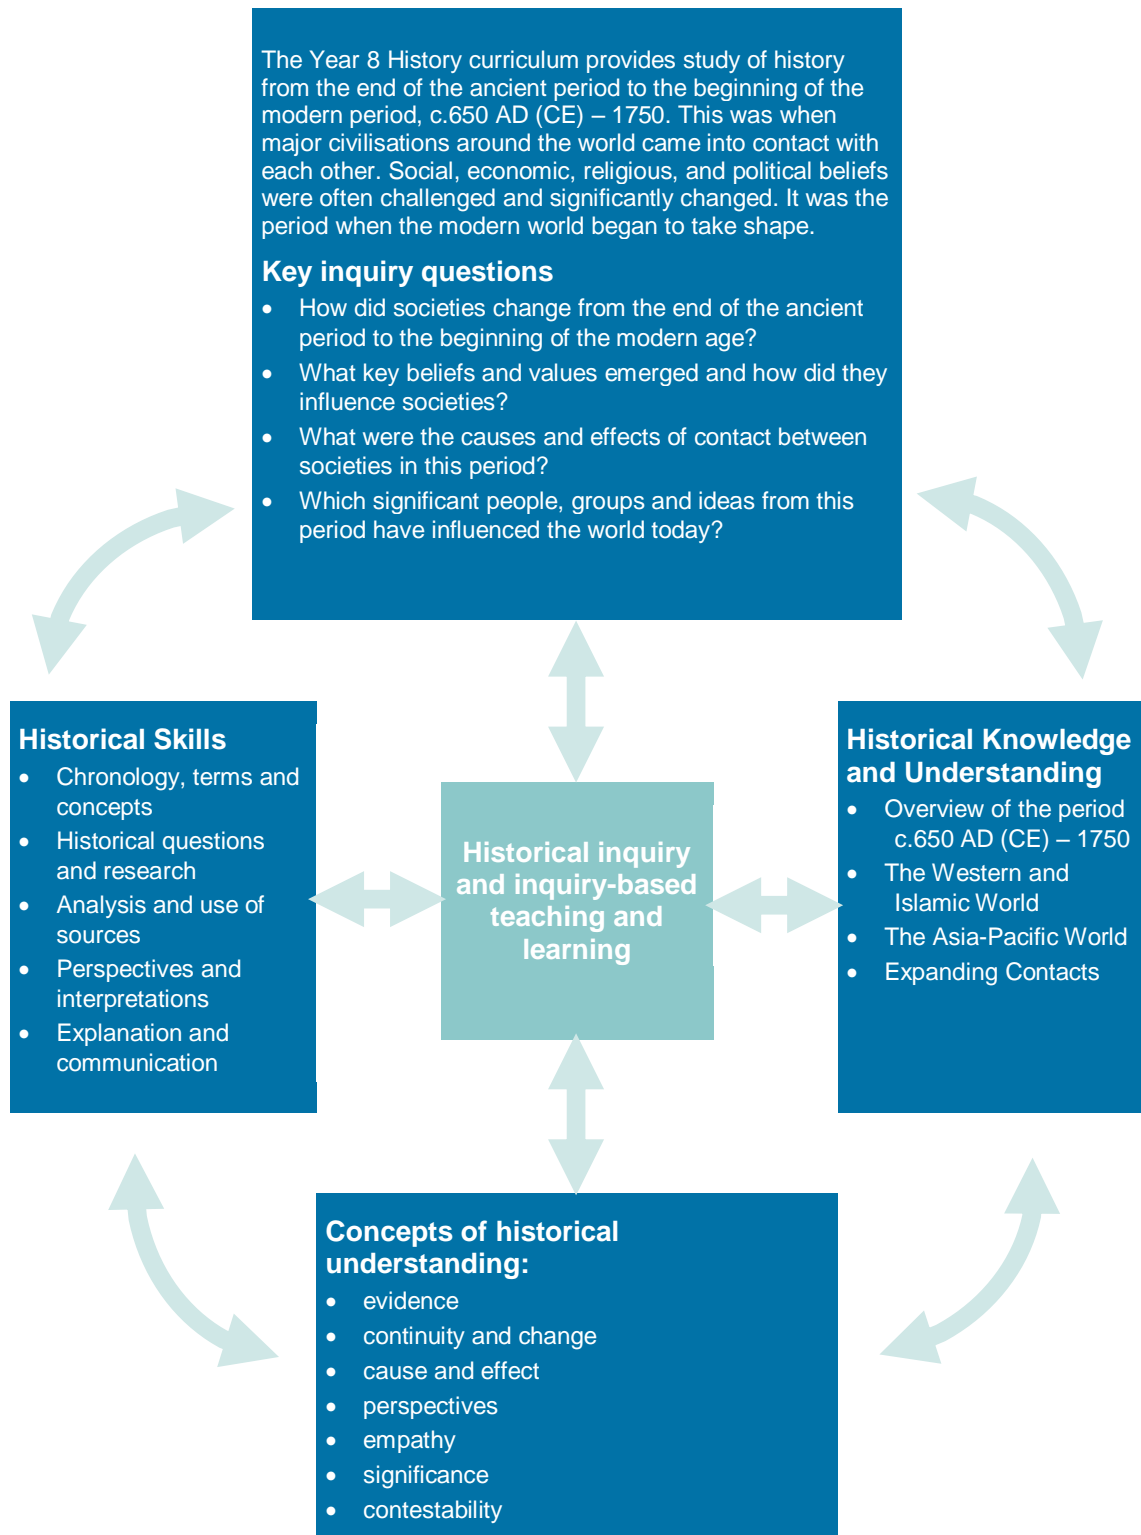 The Year 8 History curriculum provides study of history
from the end of the ancient period to the beginning of the
modern period, c.650 AD (CE) – 1750. This was when
major civilisations around the world came into contact with
each other. Social, economic, religious, and political beliefs
were often challenged and significantly changed. It was the
period when the modern world began to take shape.
Key inquiry questions
• How did societies change from the end of the ancient
period to the beginning of the modern age?
• What key beliefs and values emerged and how did they
influence societies?
• What were the causes and effects of contact between
societies in this period?
• Which significant people, groups and ideas from this
period have influenced the world today?
Historical Skills
• Chronology, terms and
concepts
• Historical questions
and research
• Analysis and use of
sources
• Perspectives and
interpretations
• Explanation and
communication
Historical inquiry
and inquiry-based
teaching and
learning
Historical Knowledge
and Understanding
• Overview of the period
c.650 AD (CE) – 1750
• The Western and
Islamic World
• The Asia-Pacific World
• Expanding Contacts
Concepts of historical
understanding:
• evidence
• continuity and change
• cause and effect
• perspectives
• empathy
• significance
• contestability